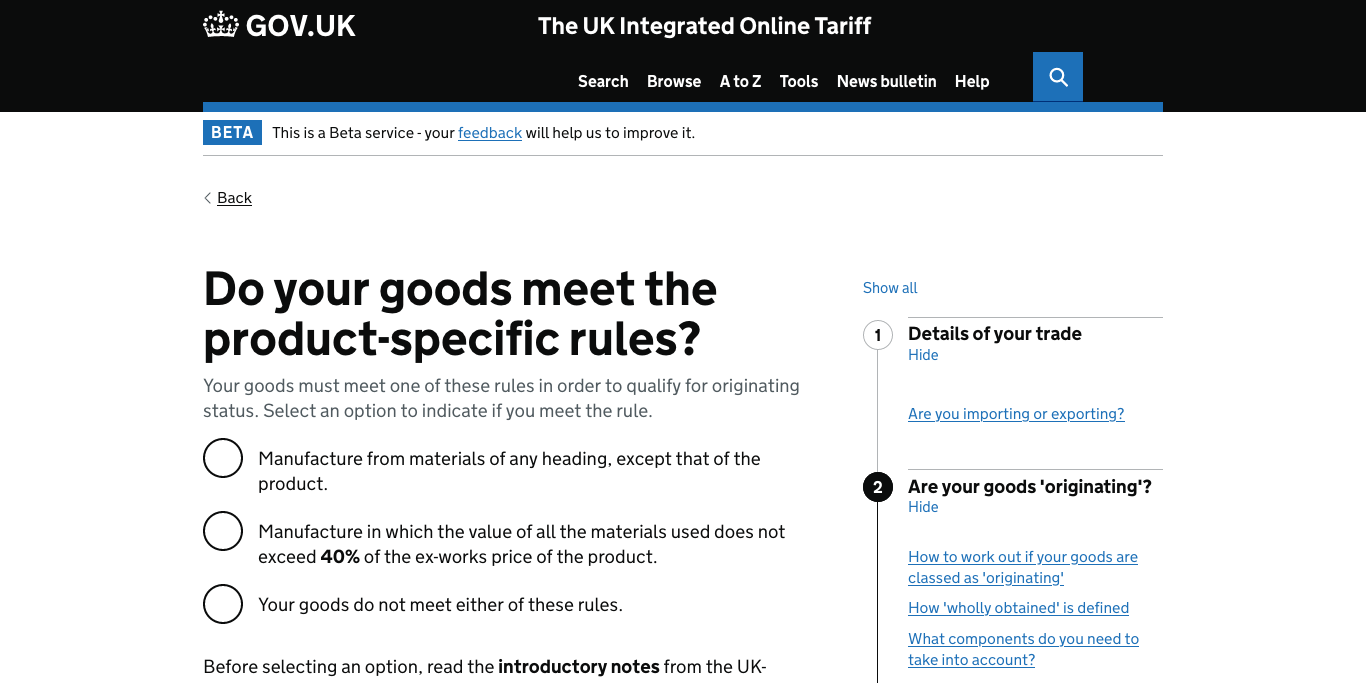 GOV.UK
The UK Integrated Online Tariff
Search Browse A to Z Tools News bulletin Help
BETA This is a Beta service - your feedback will help us to improve it.
Back
Do your goods meet the
product-specific rules?
Your goods must meet one of these rules in order to qualify for originating
status. Select an option to indicate if you meet the rule.
Manufacture from materials of any heading, except that of the
product.
Manufacture in which the value of all the materials used does not
exceed 40% of the ex-works price of the product.
Your goods do not meet either of these rules.
Before selecting an option, read the introductory notes from the UK-
Show all
1 Details of your trade
Hide
Are you importing or exporting?
2 Are your goods 'originating'?
Hide
How to work out if your goods are
classed as 'originating'
How 'wholly obtained' is defined
What components do you need to
take into account?